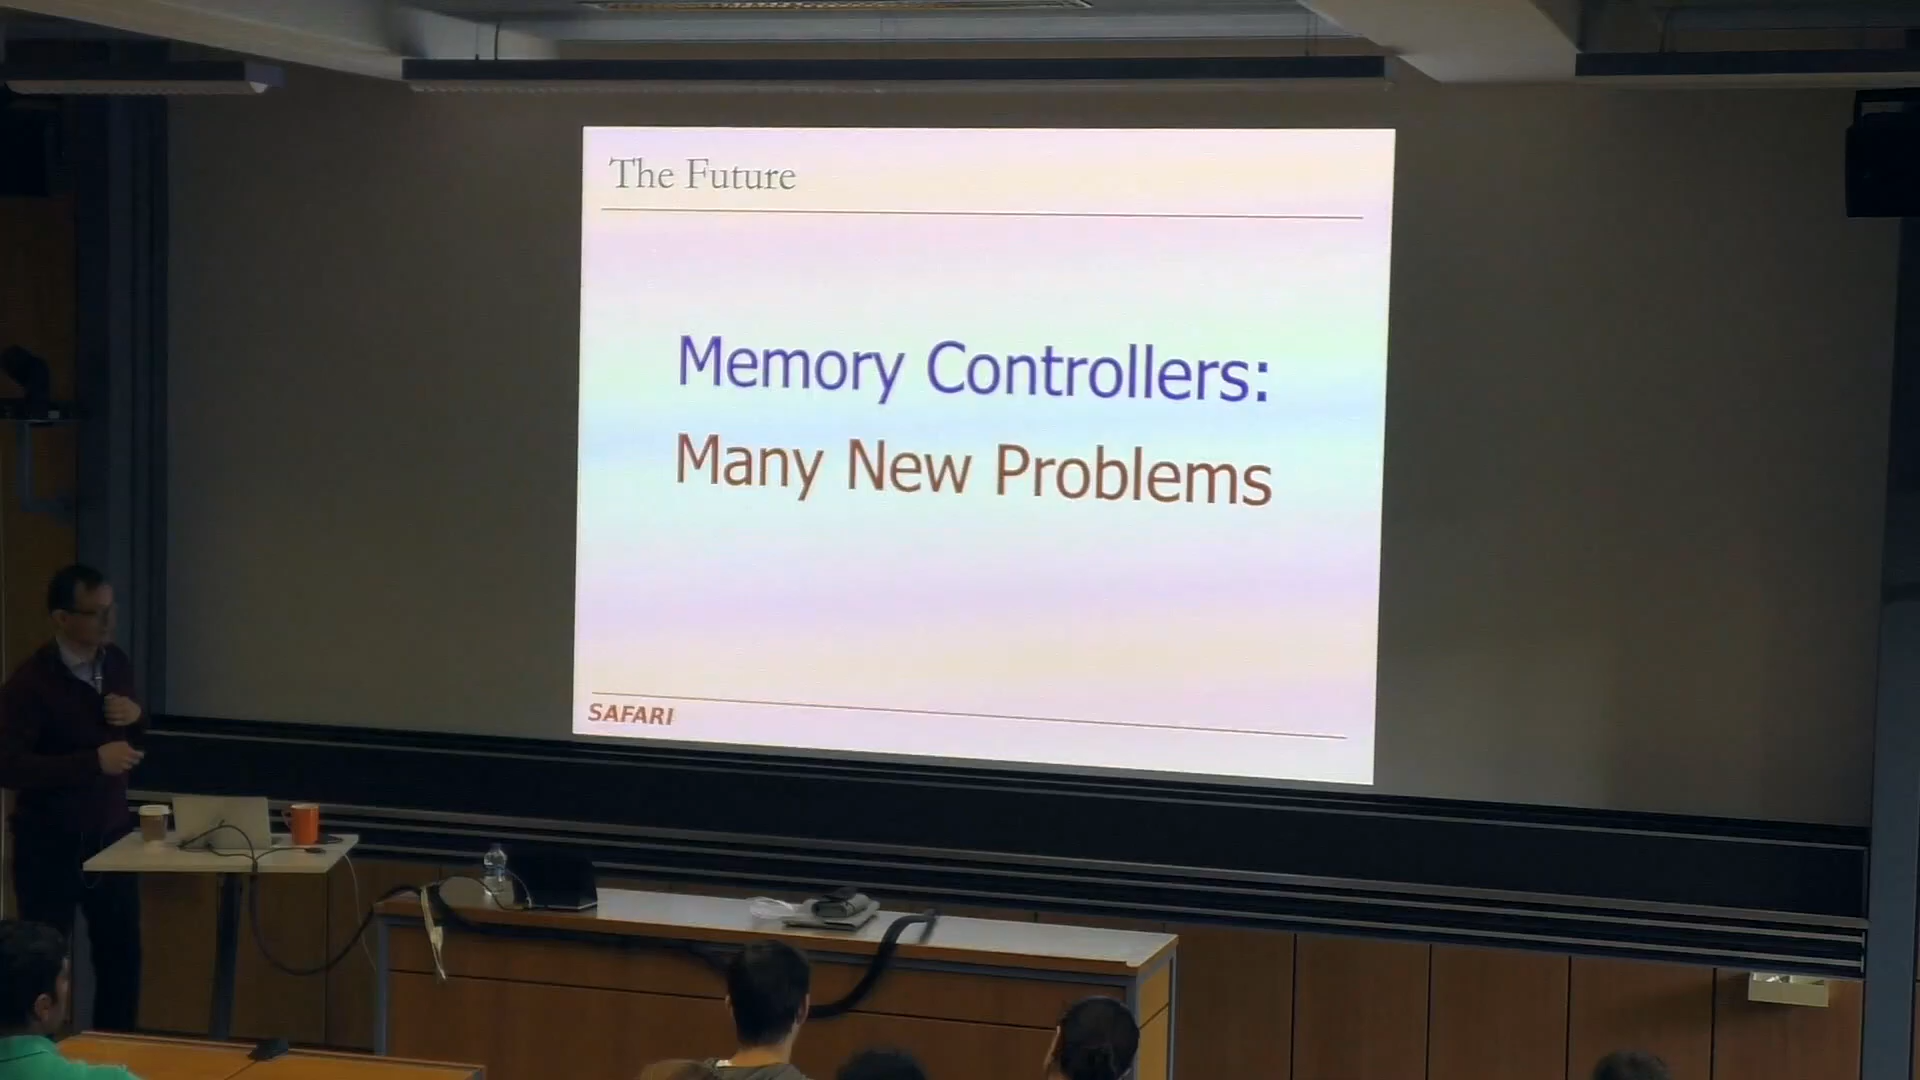 The Future
Memory Controllers:
Many New Problems
SAFARI